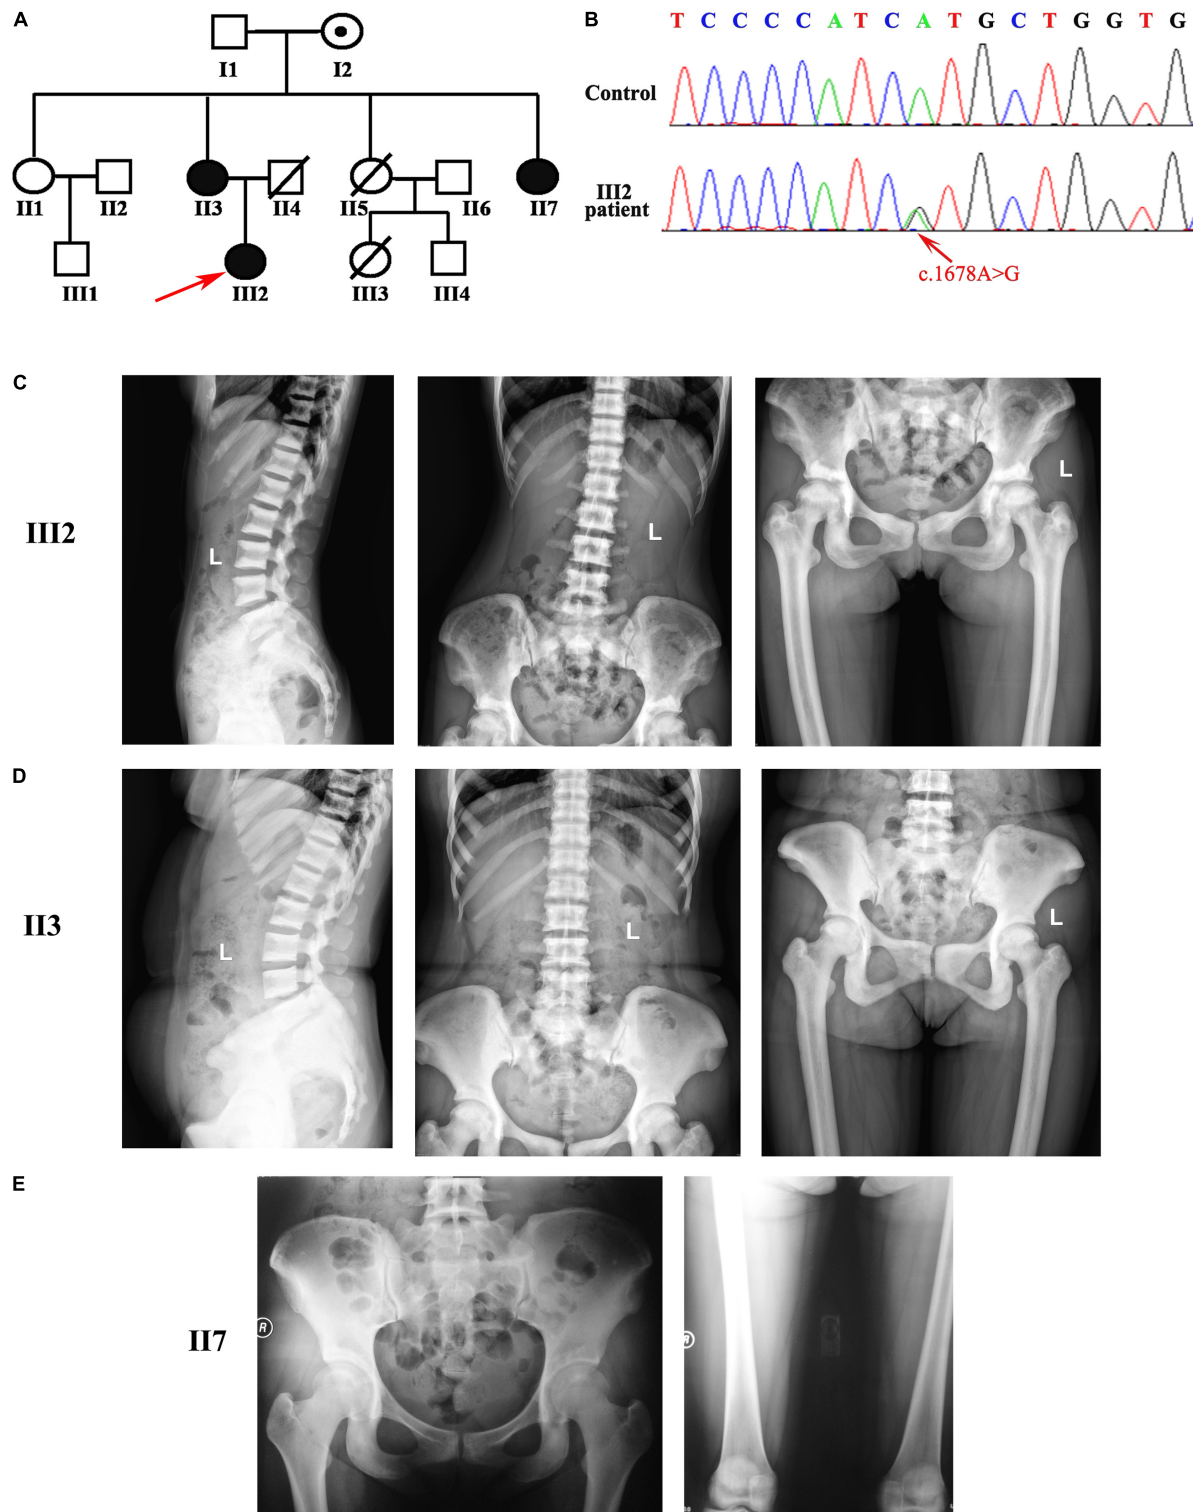 A
I1
I2
II1
II2
II3
II4
II5
II6
II7
III1
III2
III3
III4
B
T C C C C A T C A T G C T G G T G
Control
III2
patient
c.1678A>G
C
III2
L
L
L
D
II3
L
L
L
E
II7
R
R